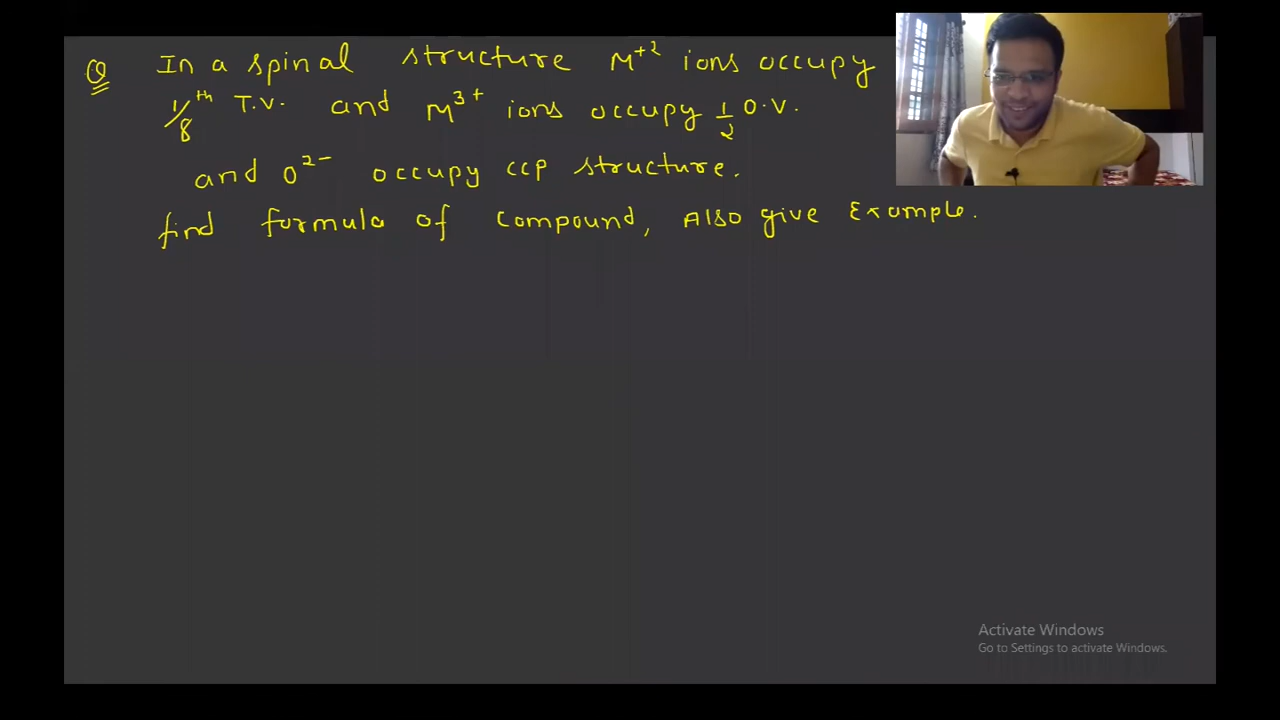 Q In a spinal structure M+2 ions occupy
1/8th T.V. and M3+ ions occupy 1/2 O.V.
and O2- occupy ccp structure.
find formula of compound, Also give Example.
Activate Windows
Go to Settings to activate Windows.